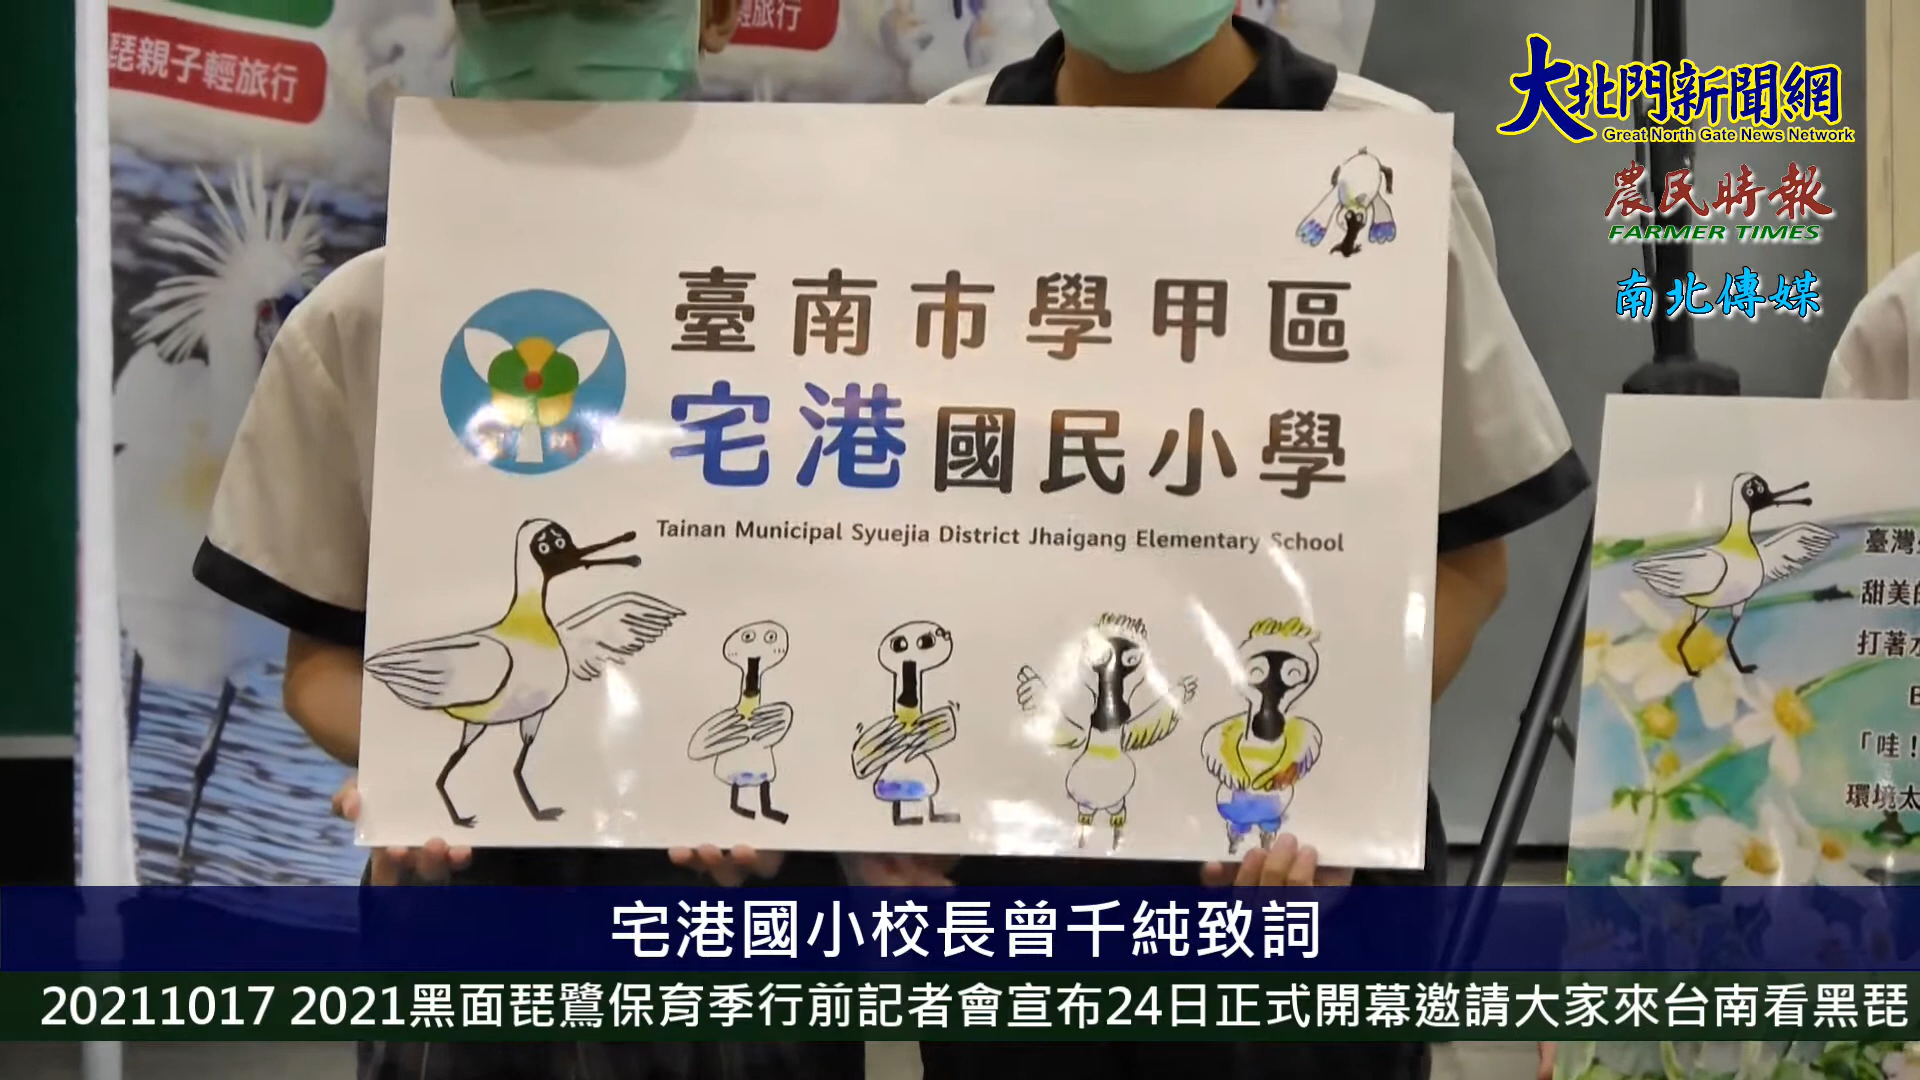 琵親子輕旅行
輕旅行
大北門新聞網
Great North Gate News Network
農民時報
FARMER TIMES
南北傳媒
臺南市學甲區
宅港國民小學
Tainan Municipal Syuejia District Jhaigang Elementary School
臺灣
甜美的
打著水
「哇！
環境太
宅港國小校長曾千純致詞
20211017 2021黑面琵鷺保育季行前記者會宣布24日正式開幕邀請大家來台南看黑琵